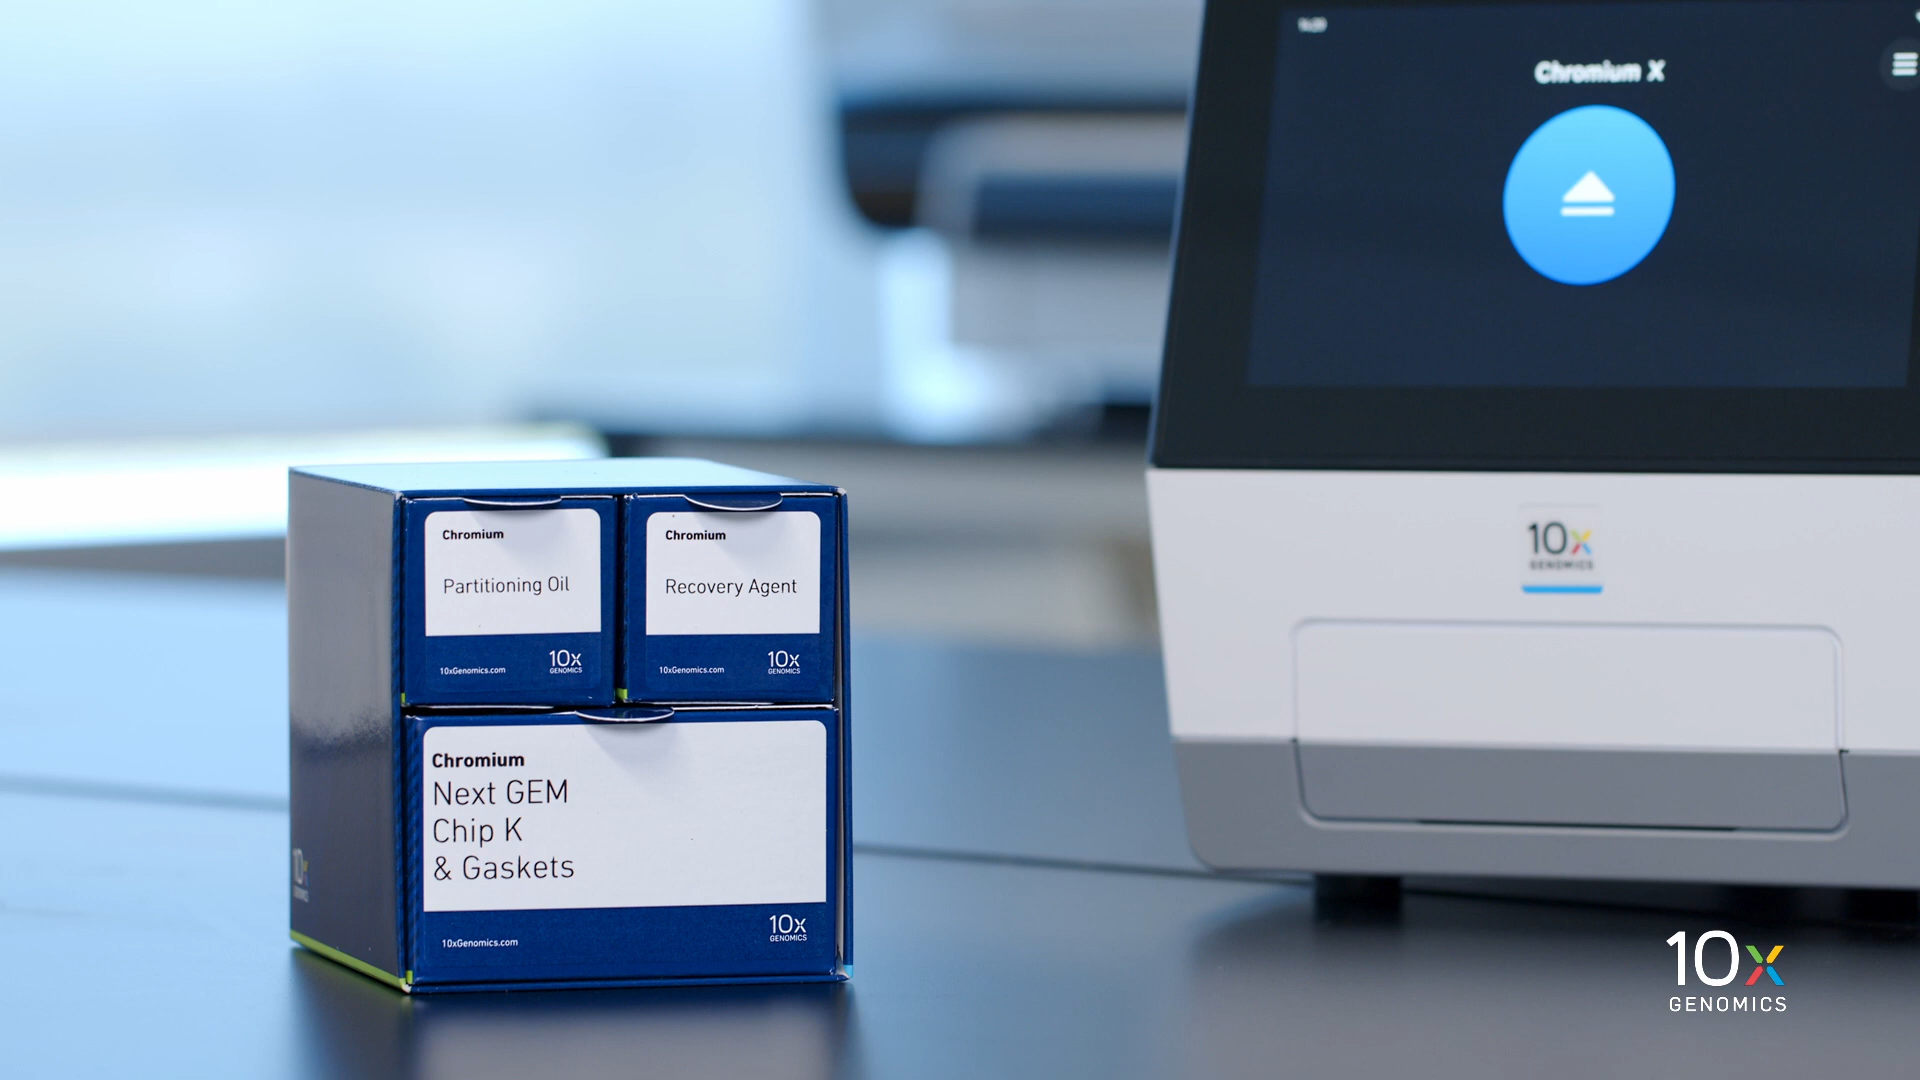 Chromium X
10x
GENOMICS
Chromium
Partitioning Oil
10xGenomics.com
10x
GENOMICS
Chromium
Recovery Agent
10xGenomics.com
10x
GENOMICS
Chromium
Next GEM
Chip K
& Gaskets
10xGenomics.com
10x
GENOMICS
10x
GENOMICS